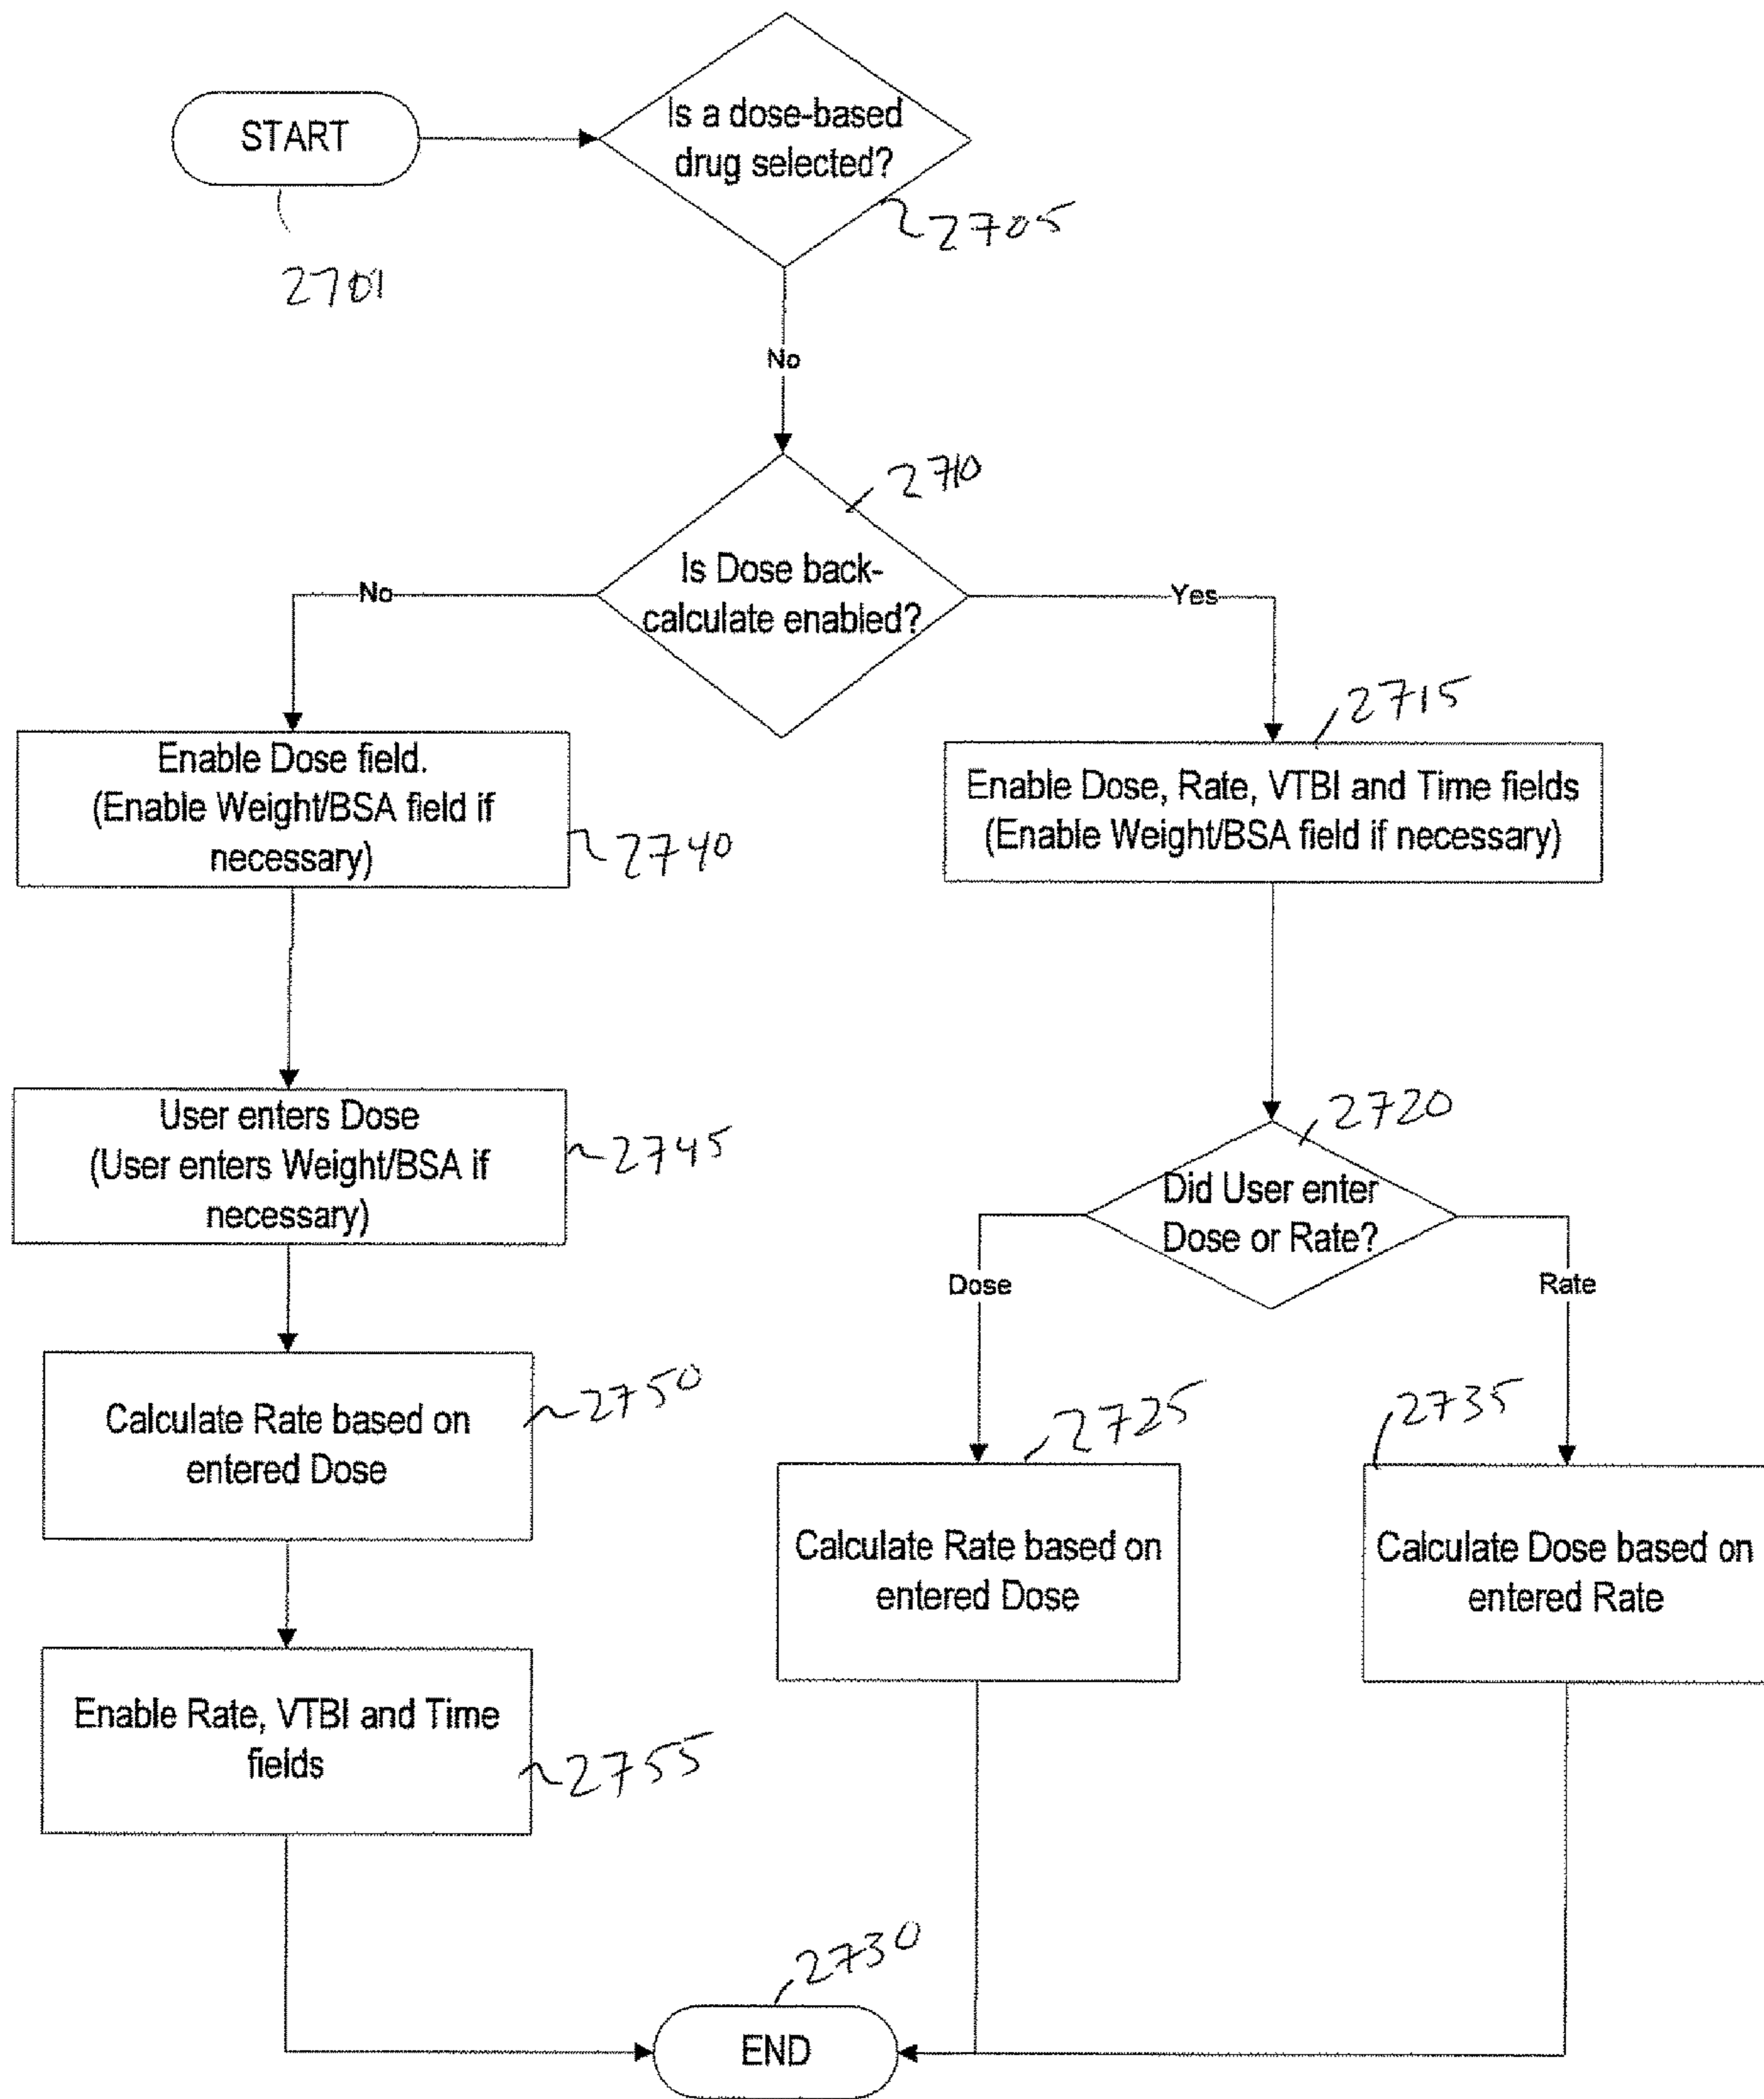 START
2701
Is a dose-based
drug selected?
2705
No
2710
Is Dose back-
calculate enabled?
No
Yes
Enable Dose field.
(Enable Weight/BSA field if
necessary)
2740
2715
Enable Dose, Rate, VTBI and Time fields
(Enable Weight/BSA field if necessary)
User enters Dose
(User enters Weight/BSA if
necessary)
2745
2720
Did User enter
Dose or Rate?
Dose
Rate
Calculate Rate based on
entered Dose
2750
2725
Calculate Rate based on
entered Dose
2735
Calculate Dose based on
entered Rate
Enable Rate, VTBI and Time
fields
2755
2730
END